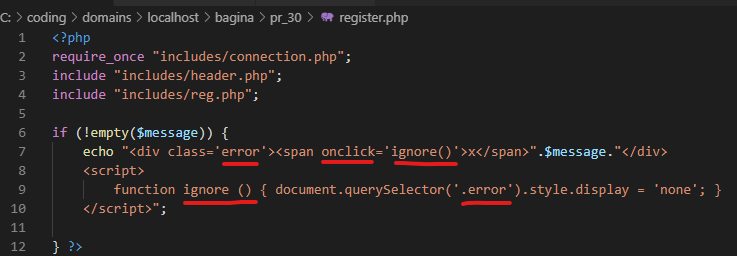 C: > coding > domains > localhost > bagina > pr_30 > register.php
1 <?php
2 require_once "includes/connection.php";
3 include "includes/header.php";
4 include "includes/reg.php";
5
6 if (!empty($message)) {
7 echo "<div class='error'><span onclick='ignore()'>x</span>".$message."</div>
8 <script>
9 function ignore () { document.querySelector('.error').style.display = 'none'; }
10 </script>";
11
12 } ?>